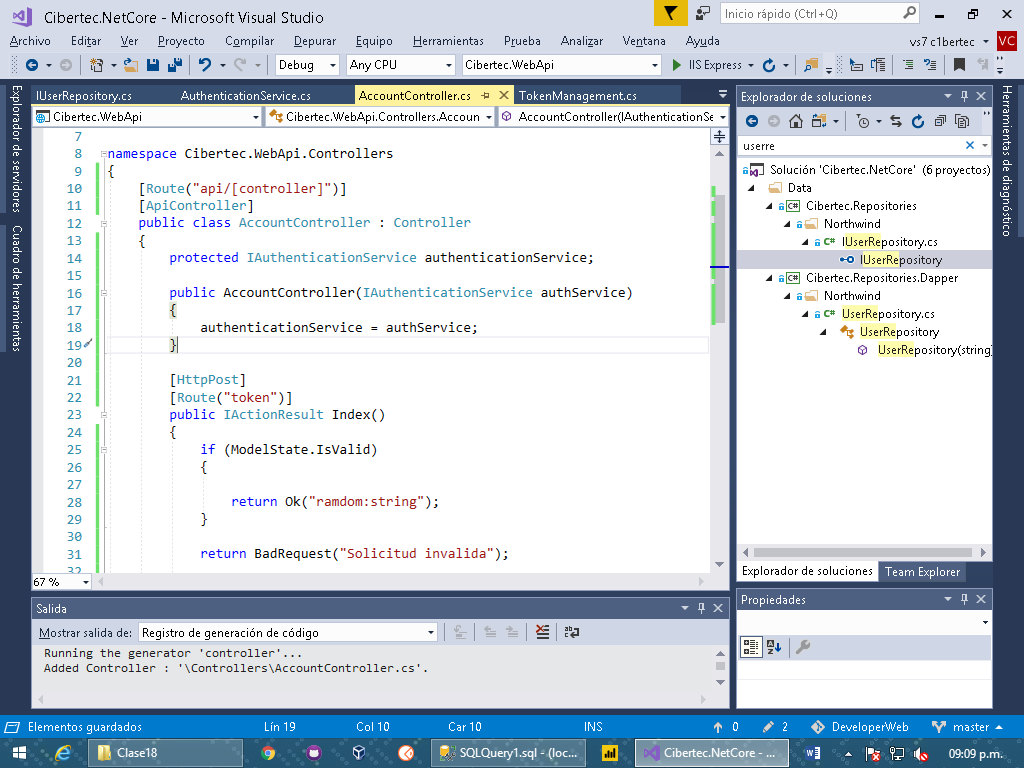 Cibertec.NetCore - Microsoft Visual Studio
Inicio rápido (Ctrl+Q)
Archivo Editar Ver Proyecto Compilar Depurar Equipo Herramientas Prueba Analizar Ventana Ayuda
vs7 c1bertec VC
Debug Any CPU Cibertec.WebApi IIS Express
Explorador de servidores
Cuadro de herramientas
IUserRepository.cs AuthenticationService.cs AccountController.cs TokenManagement.cs
Cibertec.WebApi Cibertec.WebApi.Controllers.Accoun AccountController(IAuthenticationSe
7
8 namespace Cibertec.WebApi.Controllers
9 {
10 [Route("api/[controller]")]
11 [ApiController]
12 public class AccountController : Controller
13 {
14 protected IAuthenticationService authenticationService;
15
16 public AccountController(IAuthenticationService authService)
17 {
18 authenticationService = authService;
19 }
20
21 [HttpPost]
22 [Route("token")]
23 public IActionResult Index()
24 {
25 if (ModelState.IsValid)
26 {
27
28 return Ok("ramdom:string");
29 }
30
31 return BadRequest("Solicitud invalida");
32
67 %
Salida
Mostrar salida de: Registro de generación de código
Running the generator 'controller'...
Added Controller : '\Controllers\AccountController.cs'.
Explorador de soluciones
userre
Solución 'Cibertec.NetCore' (6 proyectos)
Data
Cibertec.Repositories
Northwind
IUserRepository.cs
IUserRepository
Cibertec.Repositories.Dapper
Northwind
UserRepository.cs
UserRepository
UserRepository(string)
Explorador de soluciones Team Explorer
Propiedades
Herramientas de diagnóstico
Elementos guardados Lín 19 Col 10 Car 10 INS 0 2 DeveloperWeb master
Clase18 SQLQuery1.sql - (loc... Cibertec.NetCore - ... 09:09 p.m.